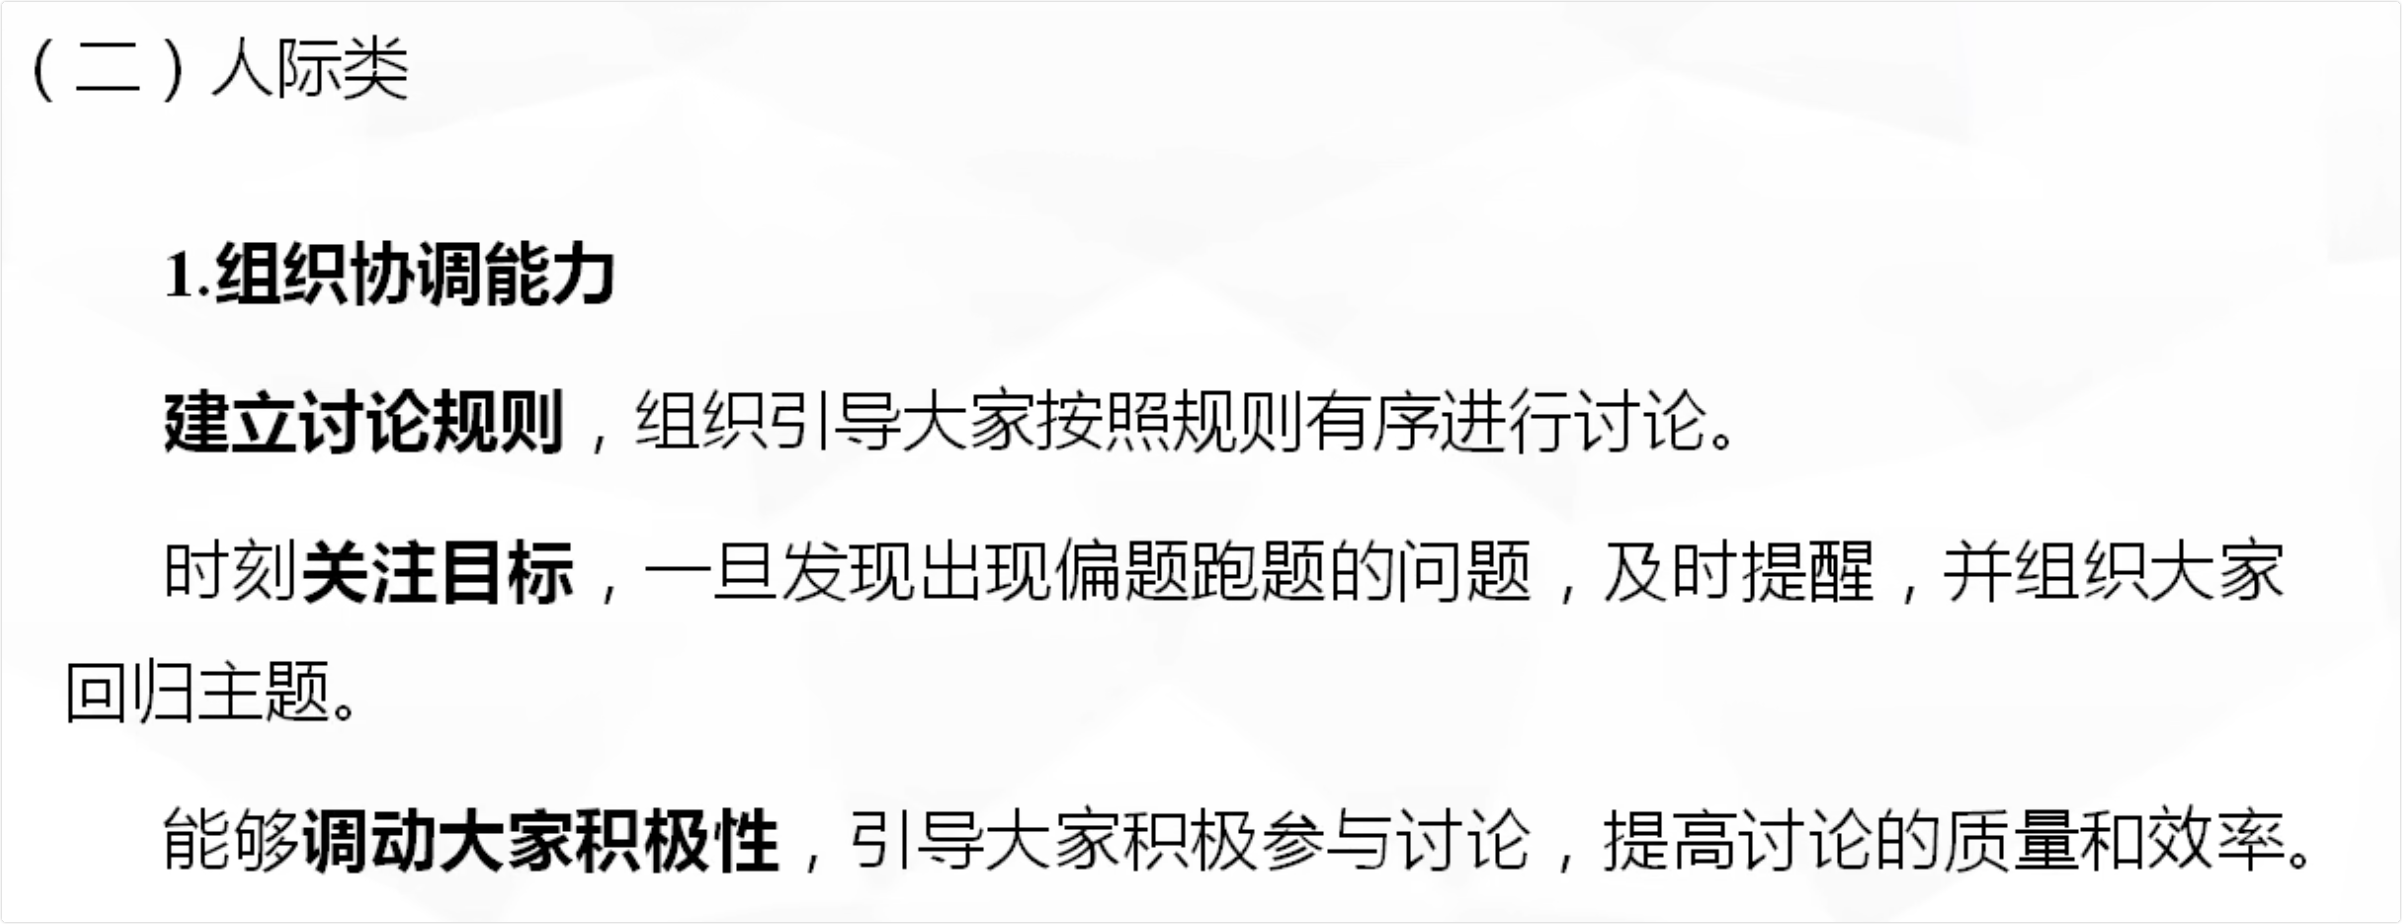 （二）人际类
1.组织协调能力
建立讨论规则，组织引导大家按照规则有序进行讨论。
时刻关注目标，一旦发现出现偏题跑题的问题，及时提醒，并组织大家
回归主题。
能够调动大家积极性，引导大家积极参与讨论，提高讨论的质量和效率。